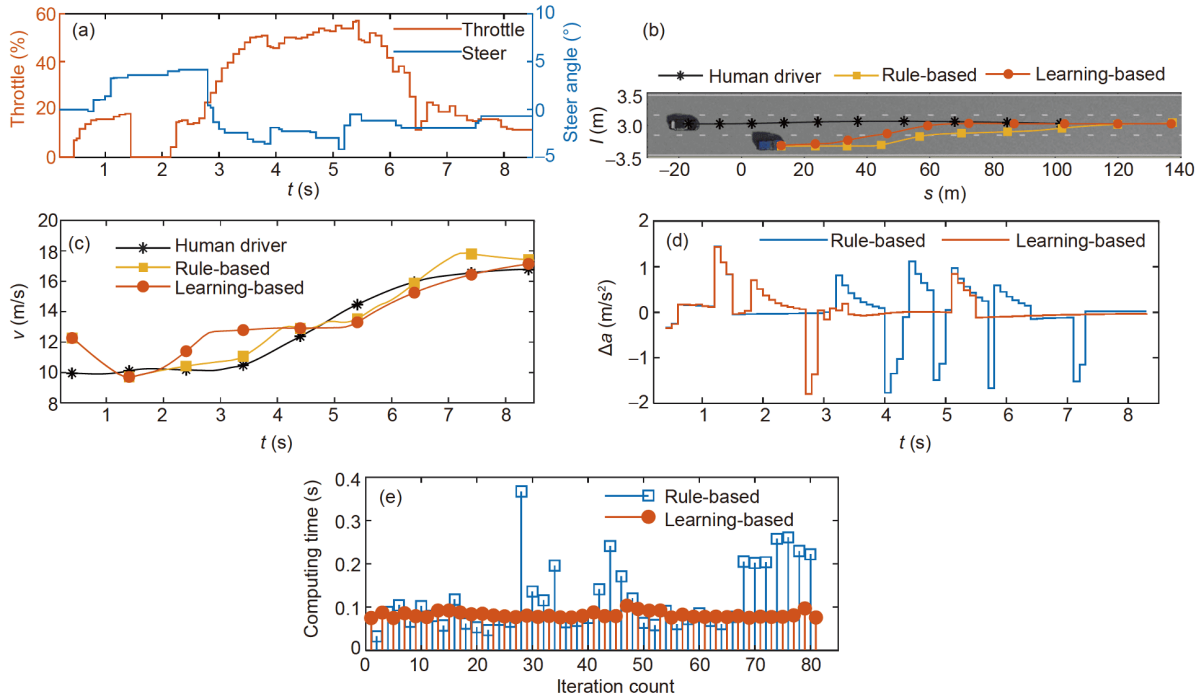 (a)
Throttle
Steer
Throttle (%)
60
40
20
0
Steer angle (°)
10
5
0
−5
1 2 3 4 5 6 7 8
t (s)
(b)
Human driver Rule-based Learning-based
l (m)
3.5
3.0
−3.5
−20 0 20 40 60 80 100 120 140
s (m)
(c)
Human driver
Rule-based
Learning-based
v (m/s)
20
18
16
14
12
10
8
1 2 3 4 5 6 7 8
t (s)
(d)
Rule-based Learning-based
Δa (m/s²)
2
1
0
−1
−2
1 2 3 4 5 6 7 8
t (s)
(e)
Rule-based
Learning-based
Computing time (s)
0.4
0.3
0.2
0.1
0
0 10 20 30 40 50 60 70 80
Iteration count